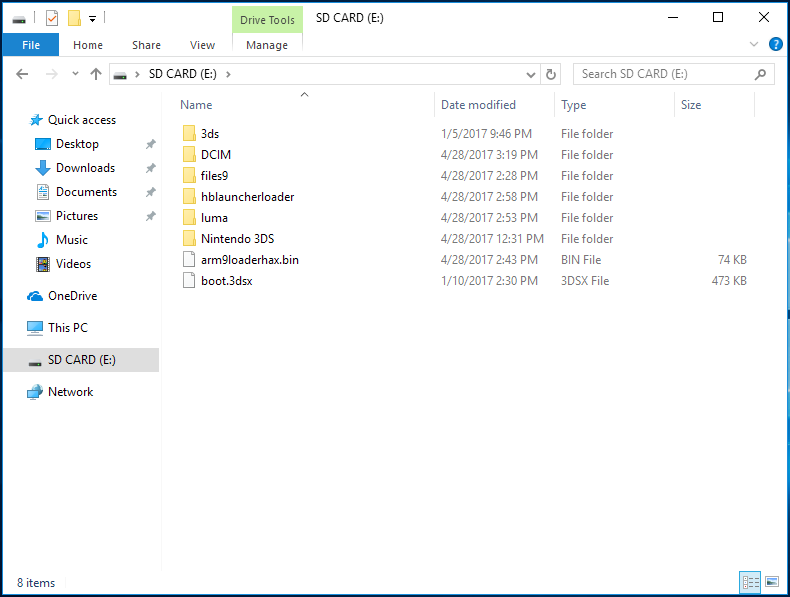 Drive Tools SD CARD (E:)
File Home Share View Manage
SD CARD (E:) Search SD CARD (E:)
Name Date modified Type Size
Quick access
Desktop
Downloads
Documents
Pictures
Music
Videos
OneDrive
This PC
SD CARD (E:)
Network
3ds 1/5/2017 9:46 PM File folder
DCIM 4/28/2017 3:19 PM File folder
files9 4/28/2017 2:28 PM File folder
hblauncherloader 4/28/2017 2:58 PM File folder
luma 4/28/2017 2:53 PM File folder
Nintendo 3DS 4/28/2017 12:31 PM File folder
arm9loaderhax.bin 4/28/2017 2:43 PM BIN File 74 KB
boot.3dsx 1/10/2017 2:30 PM 3DSX File 473 KB
8 items